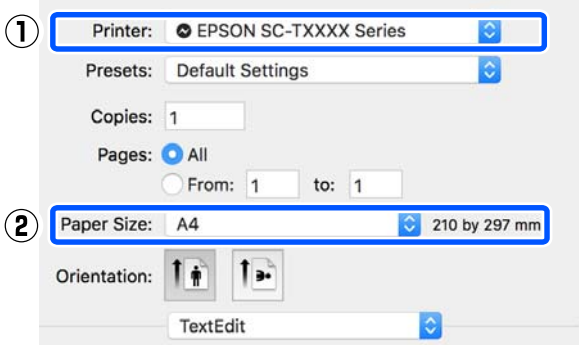 ① Printer: EPSON SC-TXXXX Series
Presets: Default Settings
Copies: 1
Pages: All
From: 1 to: 1
② Paper Size: A4 210 by 297 mm
Orientation:
TextEdit